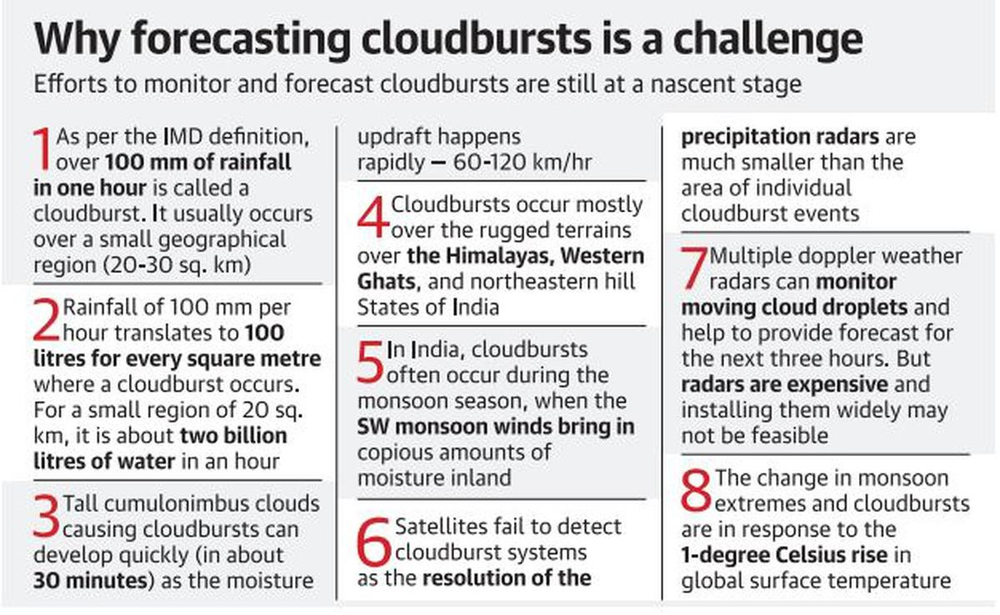 Why forecasting cloudbursts is a challenge
Efforts to monitor and forecast cloudbursts are still at a nascent stage
1 As per the IMD definition,
over 100 mm of rainfall
in one hour is called a
cloudburst. It usually occurs
over a small geographical
region (20-30 sq. km)
2 Rainfall of 100 mm per
hour translates to 100
litres for every square metre
where a cloudburst occurs.
For a small region of 20 sq.
km, it is about two billion
litres of water in an hour
3 Tall cumulonimbus clouds
causing cloudbursts can
develop quickly (in about
30 minutes) as the moisture
updraft happens
rapidly — 60-120 km/hr
4 Cloudbursts occur mostly
over the rugged terrains
over the Himalayas, Western
Ghats, and northeastern hill
States of India
5 In India, cloudbursts
often occur during the
monsoon season, when the
SW monsoon winds bring in
copious amounts of
moisture inland
6 Satellites fail to detect
cloudburst systems
as the resolution of the
precipitation radars are
much smaller than the
area of individual
cloudburst events
7 Multiple doppler weather
radars can monitor
moving cloud droplets and
help to provide forecast for
the next three hours. But
radars are expensive and
installing them widely may
not be feasible
8 The change in monsoon
extremes and cloudbursts
are in response to the
1-degree Celsius rise in
global surface temperature